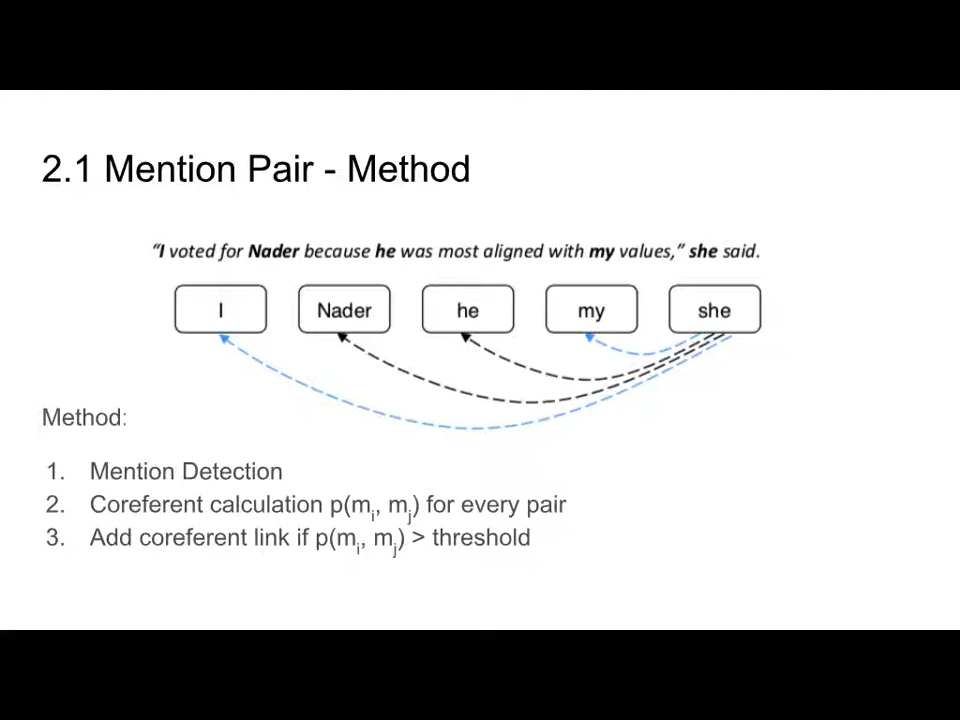 2.1 Mention Pair - Method
“I voted for Nader because he was most aligned with my values,” she said.
I Nader he my she
Method:
1. Mention Detection
2. Coreferent calculation p(mi, mj) for every pair
3. Add coreferent link if p(mi, mj) > threshold